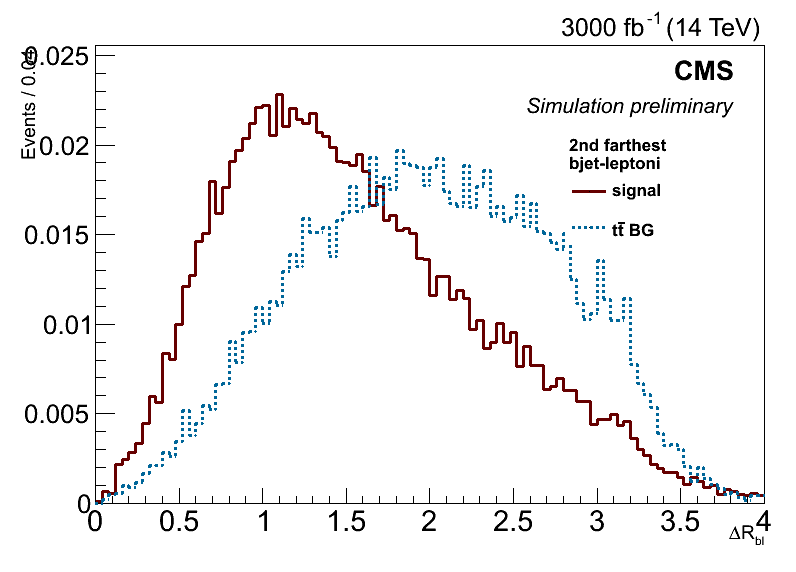 3000 fb⁻¹ (14 TeV)
CMS
Simulation preliminary
2nd farthest
bjet-leptoni
signal
tt̄ BG
Events / 0.04
0.025
0.02
0.015
0.01
0.005
0
0 0.5 1 1.5 2 2.5 3 3.5 4
ΔR_bl